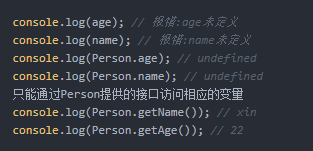 console.log(age); // 报错:age未定义
console.log(name); // 报错:name未定义
console.log(Person.age); // undefined
console.log(Person.name); // undefined
只能通过Person提供的接口访问相应的变量
console.log(Person.getName()); // xin
console.log(Person.getAge()); // 22